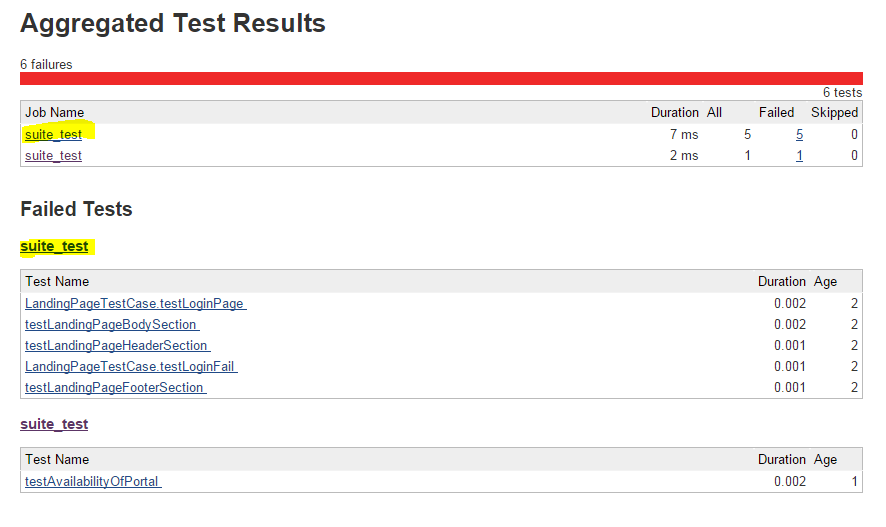 Aggregated Test Results
6 failures
6 tests
Job Name Duration All Failed Skipped
suite_test 7 ms 5 5 0
suite_test 2 ms 1 1 0
Failed Tests
suite_test
Test Name Duration Age
LandingPageTestCase.testLoginPage 0.002 2
testLandingPageBodySection 0.002 2
testLandingPageHeaderSection 0.001 2
LandingPageTestCase.testLoginFail 0.001 2
testLandingPageFooterSection 0.001 2
suite_test
Test Name Duration Age
testAvailabilityOfPortal 0.002 1